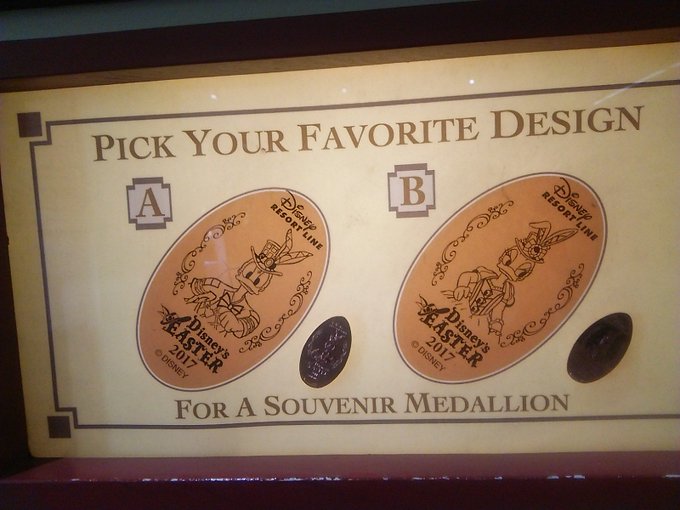 PICK YOUR FAVORITE DESIGN
A
DISNEY
RESORT LINE
Disney's
EASTER
2017
© DISNEY
B
DISNEY
RESORT LINE
Disney's
EASTER
2017
© DISNEY
FOR A SOUVENIR MEDALLION